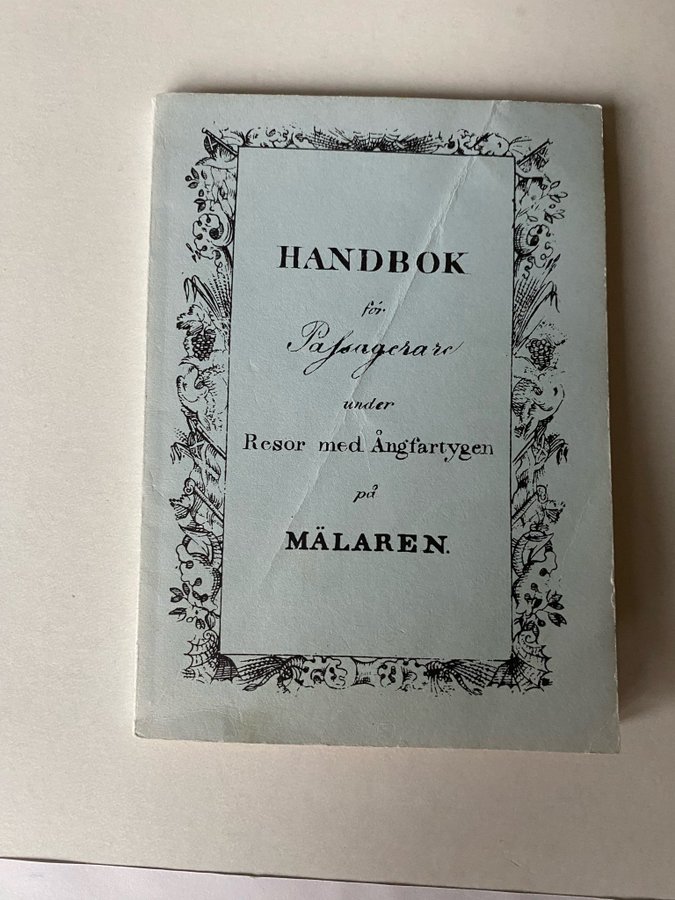 HANDBOK
för
Passagerare
under
Resor med Ångfartygen
på
MÄLAREN.